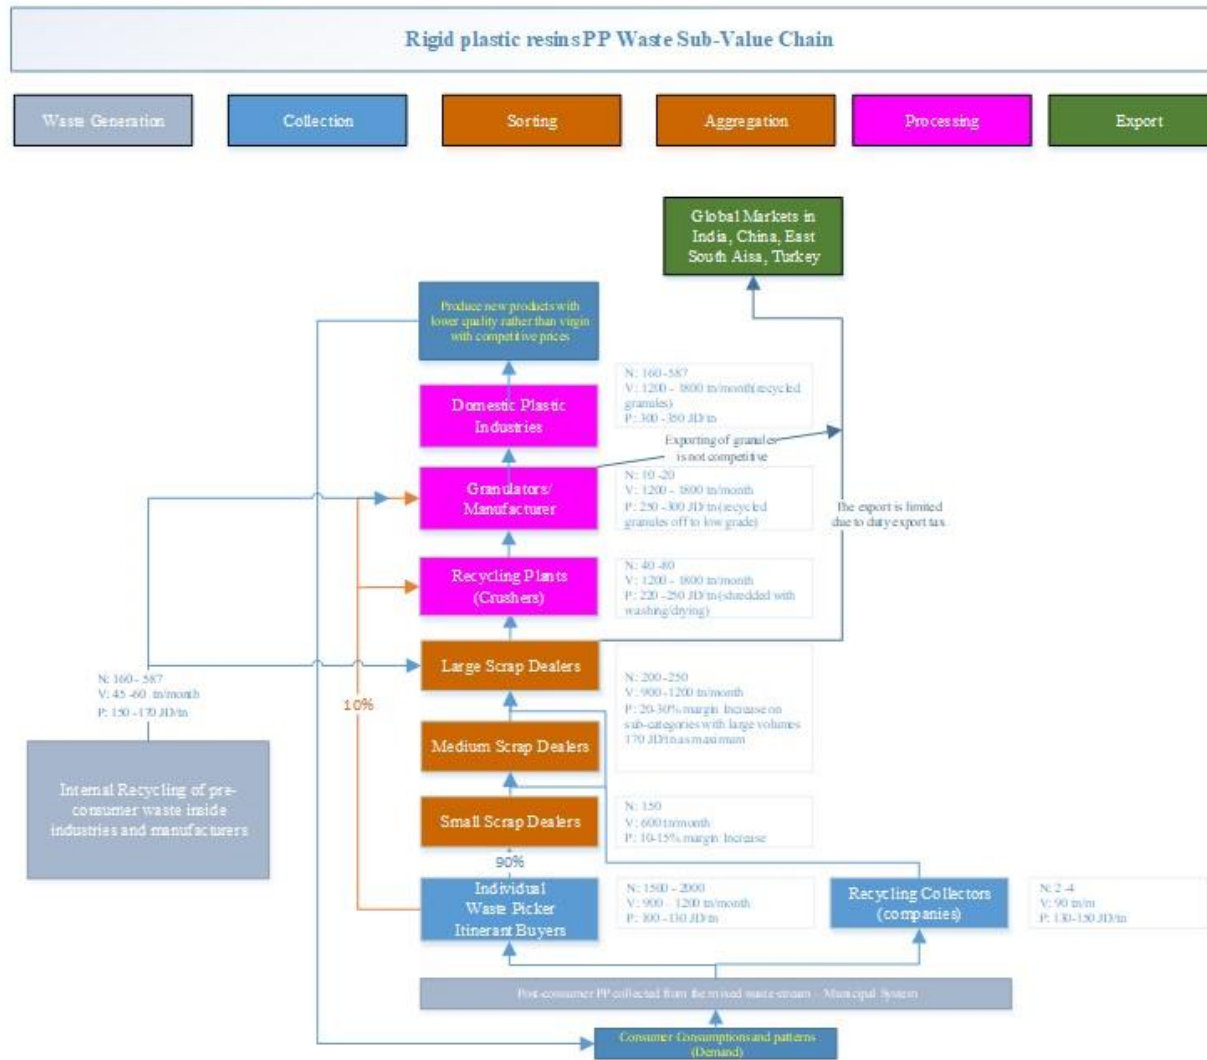 Rigid plastic resins PP Waste Sub-Value Chain
Waste Generation
Collection
Sorting
Aggregation
Processing
Export
Global Markets in
India, China, East
South Aisa, Turkey
Produce new products with
lower quality rather than virgin
with competitive prices
N: 160 -587
V: 1200 - 1800 tn/month(recycled
granules)
P: 300 -350 JD/tn
Domestic Plastic
Industries
Exporting of granules
is not competitive
Granulators/
Manufacturer
N: 10 -20
V: 1200 - 1800 tn/month
P: 250 -300 JD/tn (recycled
granules off to low grade)
The export is limited
due to duty export tax
Recycling Plants
(Crushers)
N: 40 -80
V: 1200 - 1800 tn/month
P: 220 -250 JD/tn (shredded with
washing/drying)
Large Scrap Dealers
N: 200 -250
V: 900 -1200 tn/month
P: 20-30% margin Increase on
sub-categories with large volumes
170 JD/tn as maximum
N: 160 - 587
V: 45 -60 tn/month
P: 150 -170 JD/tn
10%
Medium Scrap Dealers
Internal Recycling of pre-
consumer waste inside
industries and manufacturers
Small Scrap Dealers
N: 150
V: 600 tn/month
P: 10-15% margin Increase
90%
Individual
Waste Picker
Itinerant Buyers
N: 1500 - 2000
V: 900 - 1200 tn/month
P: 100 -130 JD/tn
Recycling Collectors
(companies)
N: 2 -4
V: 90 tn/m
P: 130-150 JD/tn
Post-consumer PP collected from the mixed waste stream – Municipal System
Consumer Consumptions and patterns
(Demand)